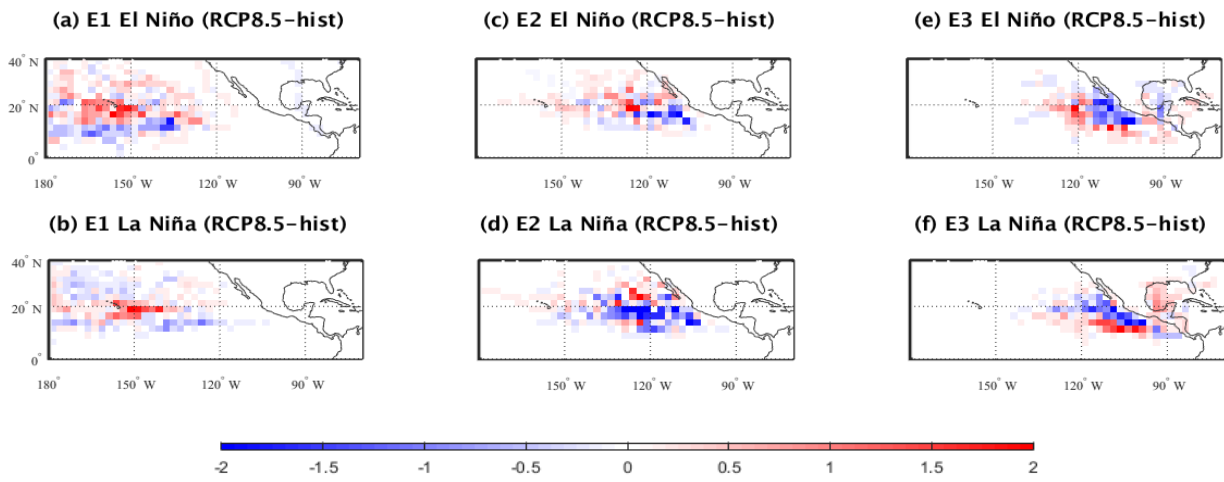 (a) E1 El Niño (RCP8.5-hist)
(c) E2 El Niño (RCP8.5-hist)
(e) E3 El Niño (RCP8.5-hist)
40° N
20° N
0°
180° 150° W 120° W 90° W
150° W 120° W 90° W
150° W 120° W 90° W
(b) E1 La Niña (RCP8.5-hist)
(d) E2 La Niña (RCP8.5-hist)
(f) E3 La Niña (RCP8.5-hist)
40° N
20° N
0°
180° 150° W 120° W 90° W
150° W 120° W 90° W
150° W 120° W 90° W
-2 -1.5 -1 -0.5 0 0.5 1 1.5 2